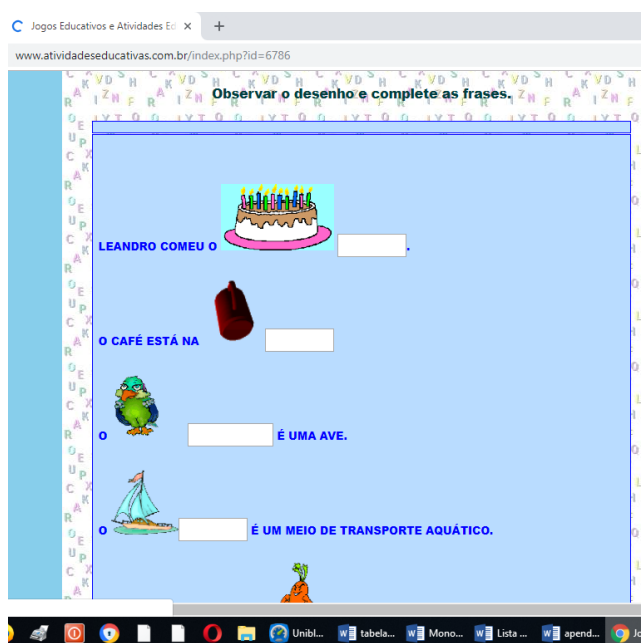 Jogos Educativos e Atividades Ed
www.atividadeseducativas.com.br/index.php?id=6786
Observar o desenho e complete as frases.
LEANDRO COMEU O .
O CAFÉ ESTÁ NA
O É UMA AVE.
O É UM MEIO DE TRANSPORTE AQUÁTICO.
Unibl... tabela... Mono... Lista ... apend... Jo